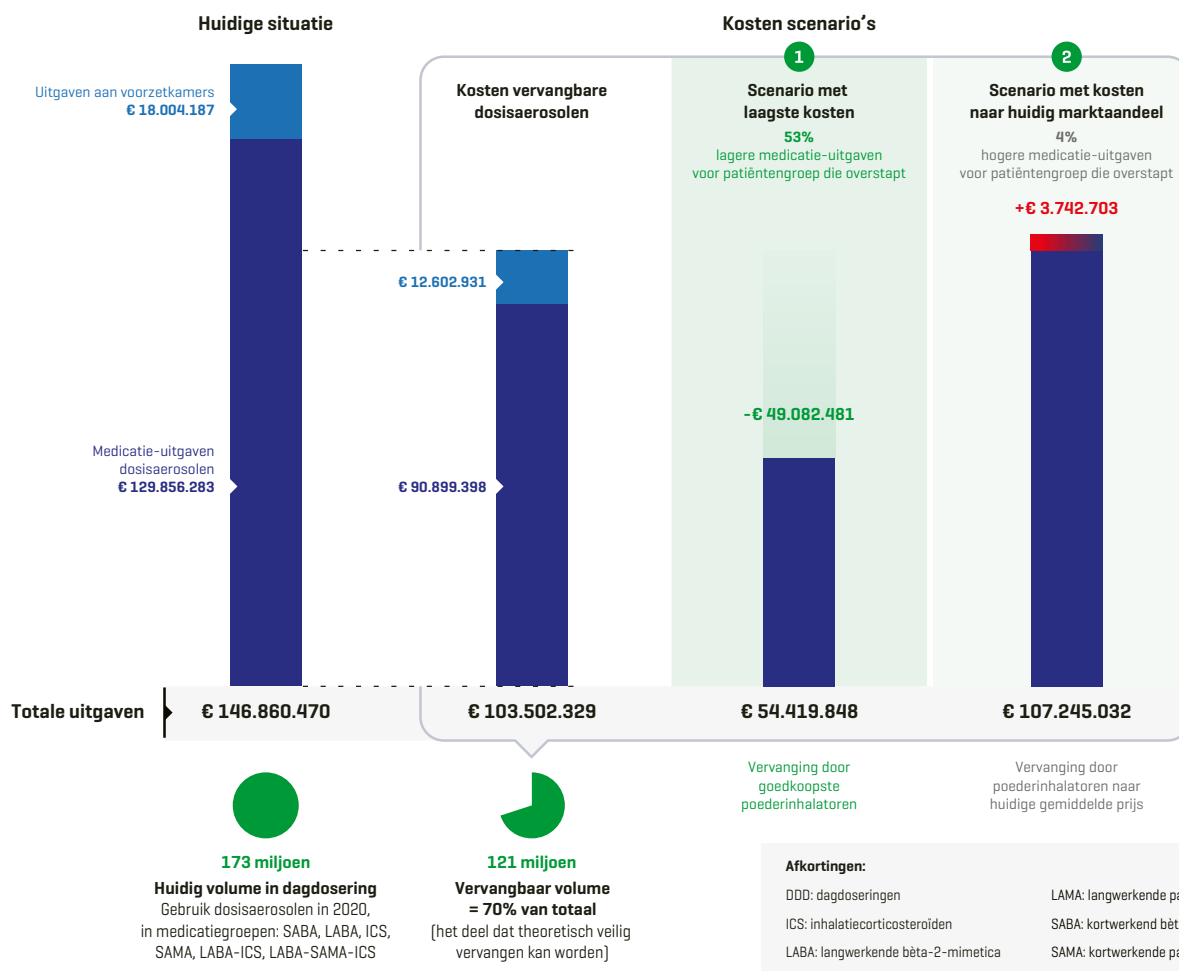 Huidige situatie
Kosten scenario's
Uitgaven aan voorzetkamers
€ 18.004.187
Medicatie-uitgaven
dosisaerosolen
€ 129.856.283
Kosten vervangbare
dosisaerosolen
€ 12.602.931
€ 90.899.398
1
Scenario met
laagste kosten
53%
lagere medicatie-uitgaven
voor patiëntengroep die overstapt
-€ 49.082.481
2
Scenario met kosten
naar huidig marktaandeel
4%
hogere medicatie-uitgaven
voor patiëntengroep die overstapt
+€ 3.742.703
Totale uitgaven
€ 146.860.470
€ 103.502.329
€ 54.419.848
€ 107.245.032
173 miljoen
Huidig volume in dagdosering
Gebruik dosisaerosolen in 2020,
in medicatiegroepen: SABA, LABA, ICS,
SAMA, LABA-ICS, LABA-SAMA-ICS
121 miljoen
Vervangbaar volume
= 70% van totaal
(het deel dat theoretisch veilig
vervangen kan worden)
Vervanging door
goedkoopste
poederinhalatoren
Vervanging door
poederinhalatoren naar
huidige gemiddelde prijs
Afkortingen:
DDD: dagdoseringen
ICS: inhalatiecorticosteroïden
LABA: langwerkende bèta-2-mimetica
LAMA: langwerkende pa
SABA: kortwerkend bèt
SAMA: kortwerkende pa